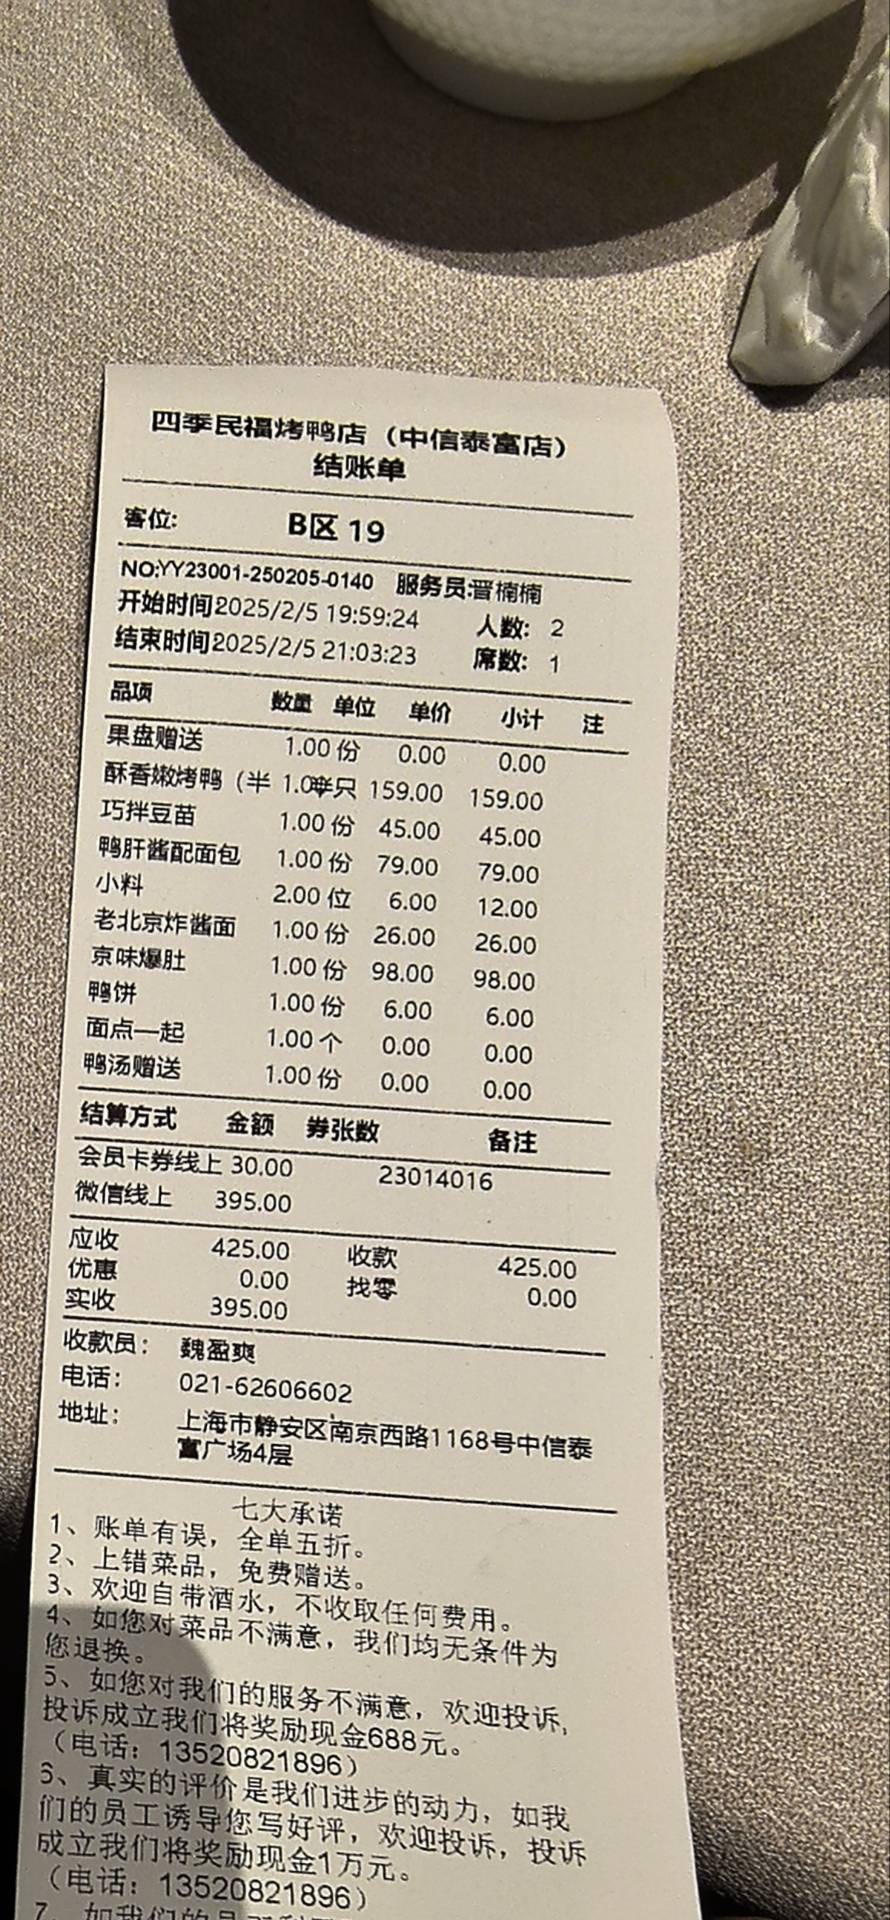 四季民福烤鸭店（中信泰富店）
结账单
客位: B区 19
NO:YY23001-250205-0140 服务员:晋楠楠
开始时间2025/2/5 19:59:24 人数: 2
结束时间2025/2/5 21:03:23 席数: 1
品项 数量 单位 单价 小计 注
果盘赠送 1.00 份 0.00 0.00
酥香嫩烤鸭（半 1.0半只 159.00 159.00
巧拌豆苗 1.00 份 45.00 45.00
鸭肝酱配面包 1.00 份 79.00 79.00
小料 2.00 位 6.00 12.00
老北京炸酱面 1.00 份 26.00 26.00
京味爆肚 1.00 份 98.00 98.00
鸭饼 1.00 份 6.00 6.00
面点一起 1.00 个 0.00 0.00
鸭汤赠送 1.00 份 0.00 0.00
结算方式 金额 券张数 备注
会员卡券线上 30.00 23014016
微信线上 395.00
应收 425.00 收款 425.00
优惠 0.00 找零 0.00
实收 395.00
收款员: 魏盈爽
电话: 021-62606602
地址: 上海市静安区南京西路1168号中信泰
富广场4层
七大承诺
1、账单有误，全单五折。
2、上错菜品，免费赠送。
3、欢迎自带酒水，不收取任何费用。
4、如您对菜品不满意，我们均无条件为
您退换。
5、如您对我们的服务不满意，欢迎投诉,
投诉成立我们将奖励现金688元。
（电话：13520821896）
6、真实的评价是我们进步的动力，如我
们的员工诱导您写好评，欢迎投诉，投诉
成立我们将奖励现金1万元。
（电话：13520821896）
7、如我们的员